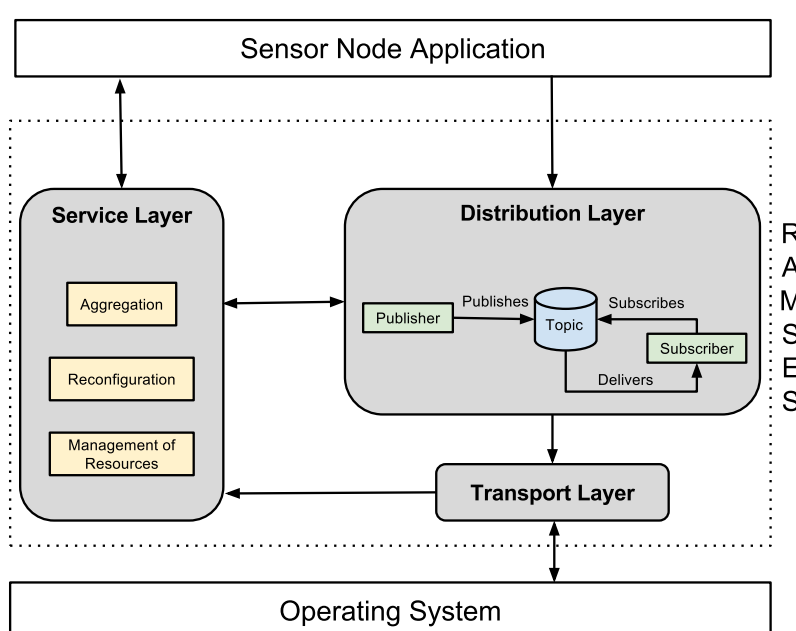 Sensor Node Application
Service Layer
Distribution Layer
Aggregation
Reconfiguration
Management of
Resources
Publisher
Publishes
Topic
Subscribes
Subscriber
Delivers
Transport Layer
R
A
M
S
E
S
Operating System